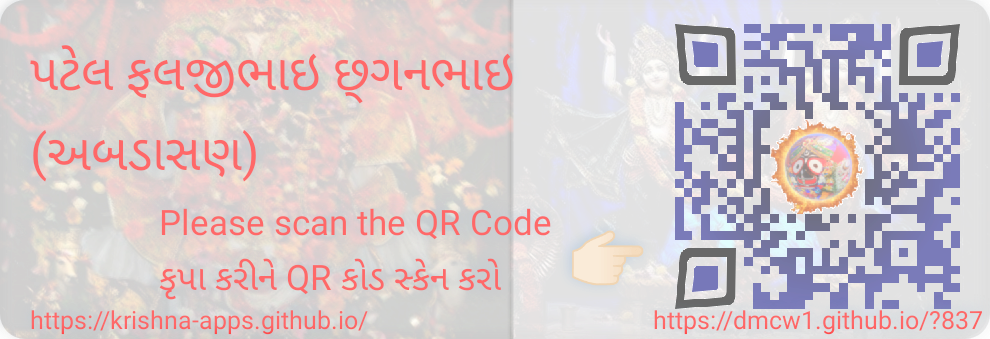 પટેલ ફલજીભાઇ છ્ગનભાઇ
(અબડાસણ)
Please scan the QR Code
કૃપા કરીને QR કોડ સ્કેન કરો
https://krishna-apps.github.io/
https://dmcw1.github.io/?837